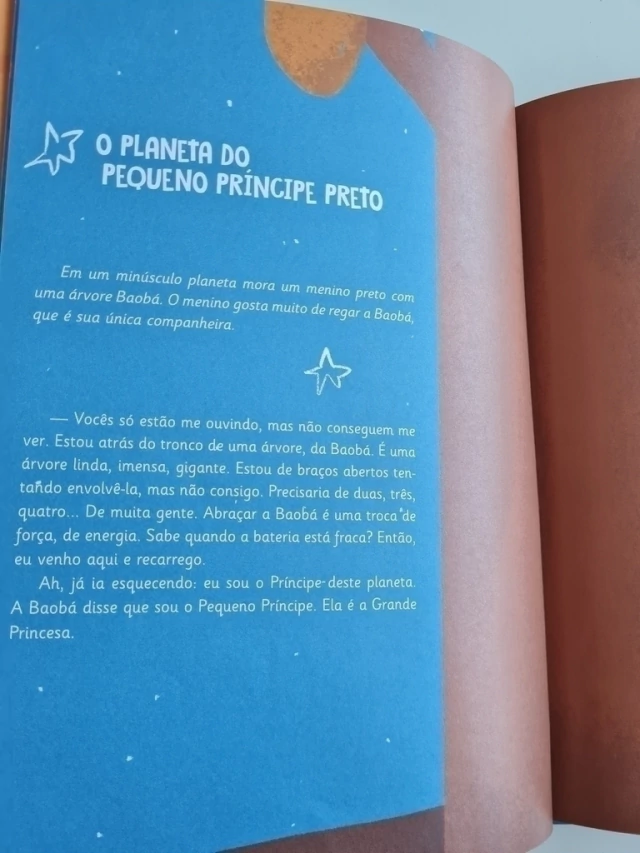 O PLANETA DO
PEQUENO PRÍNCIPE PRETO
Em um minúsculo planeta mora um menino preto com
uma árvore Baobá. O menino gosta muito de regar a Baobá,
que é sua única companheira.
— Vocês só estão me ouvindo, mas não conseguem me
ver. Estou atrás do tronco de uma árvore, da Baobá. É uma
árvore linda, imensa, gigante. Estou de braços abertos ten-
tando envolvê-la, mas não consigo. Precisaria de duas, três,
quatro... De muita gente. Abraçar a Baobá é uma troca de
força, de energia. Sabe quando a bateria está fraca? Então,
eu venho aqui e recarrego.
Ah, já ia esquecendo: eu sou o Príncipe deste planeta.
A Baobá disse que sou o Pequeno Príncipe. Ela é a Grande
Princesa.